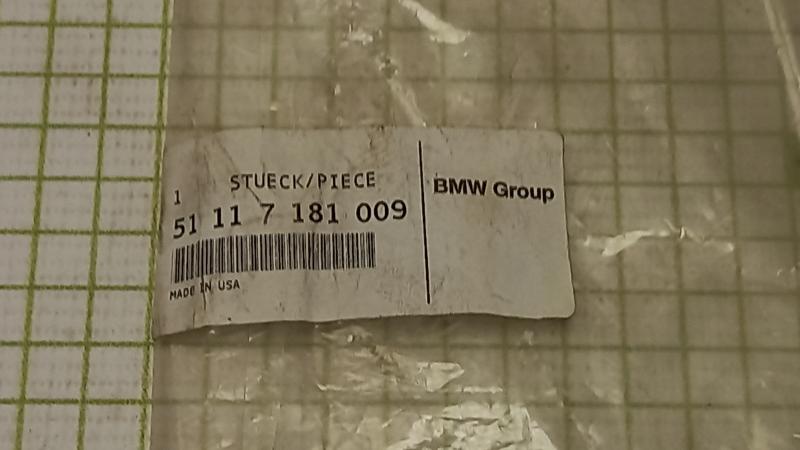 1 STUECK/PIECE
51 11 7 181 009
MADE IN USA
BMW Group